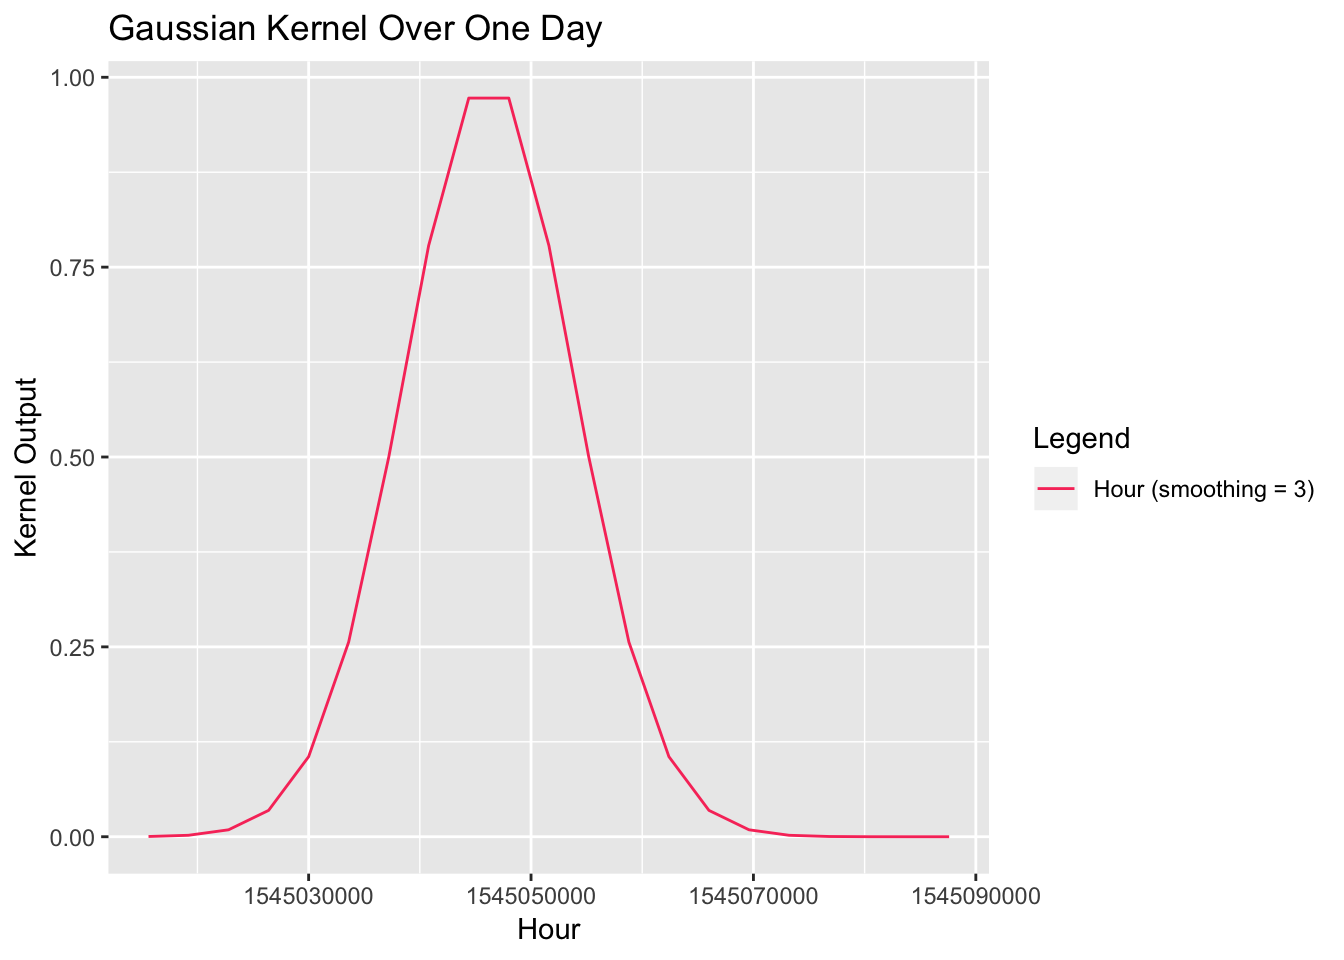 Gaussian Kernel Over One Day
1.00
0.75
0.50
0.25
0.00
Kernel Output
1545030000 1545050000 1545070000 1545090000
Hour
Legend
Hour (smoothing = 3)